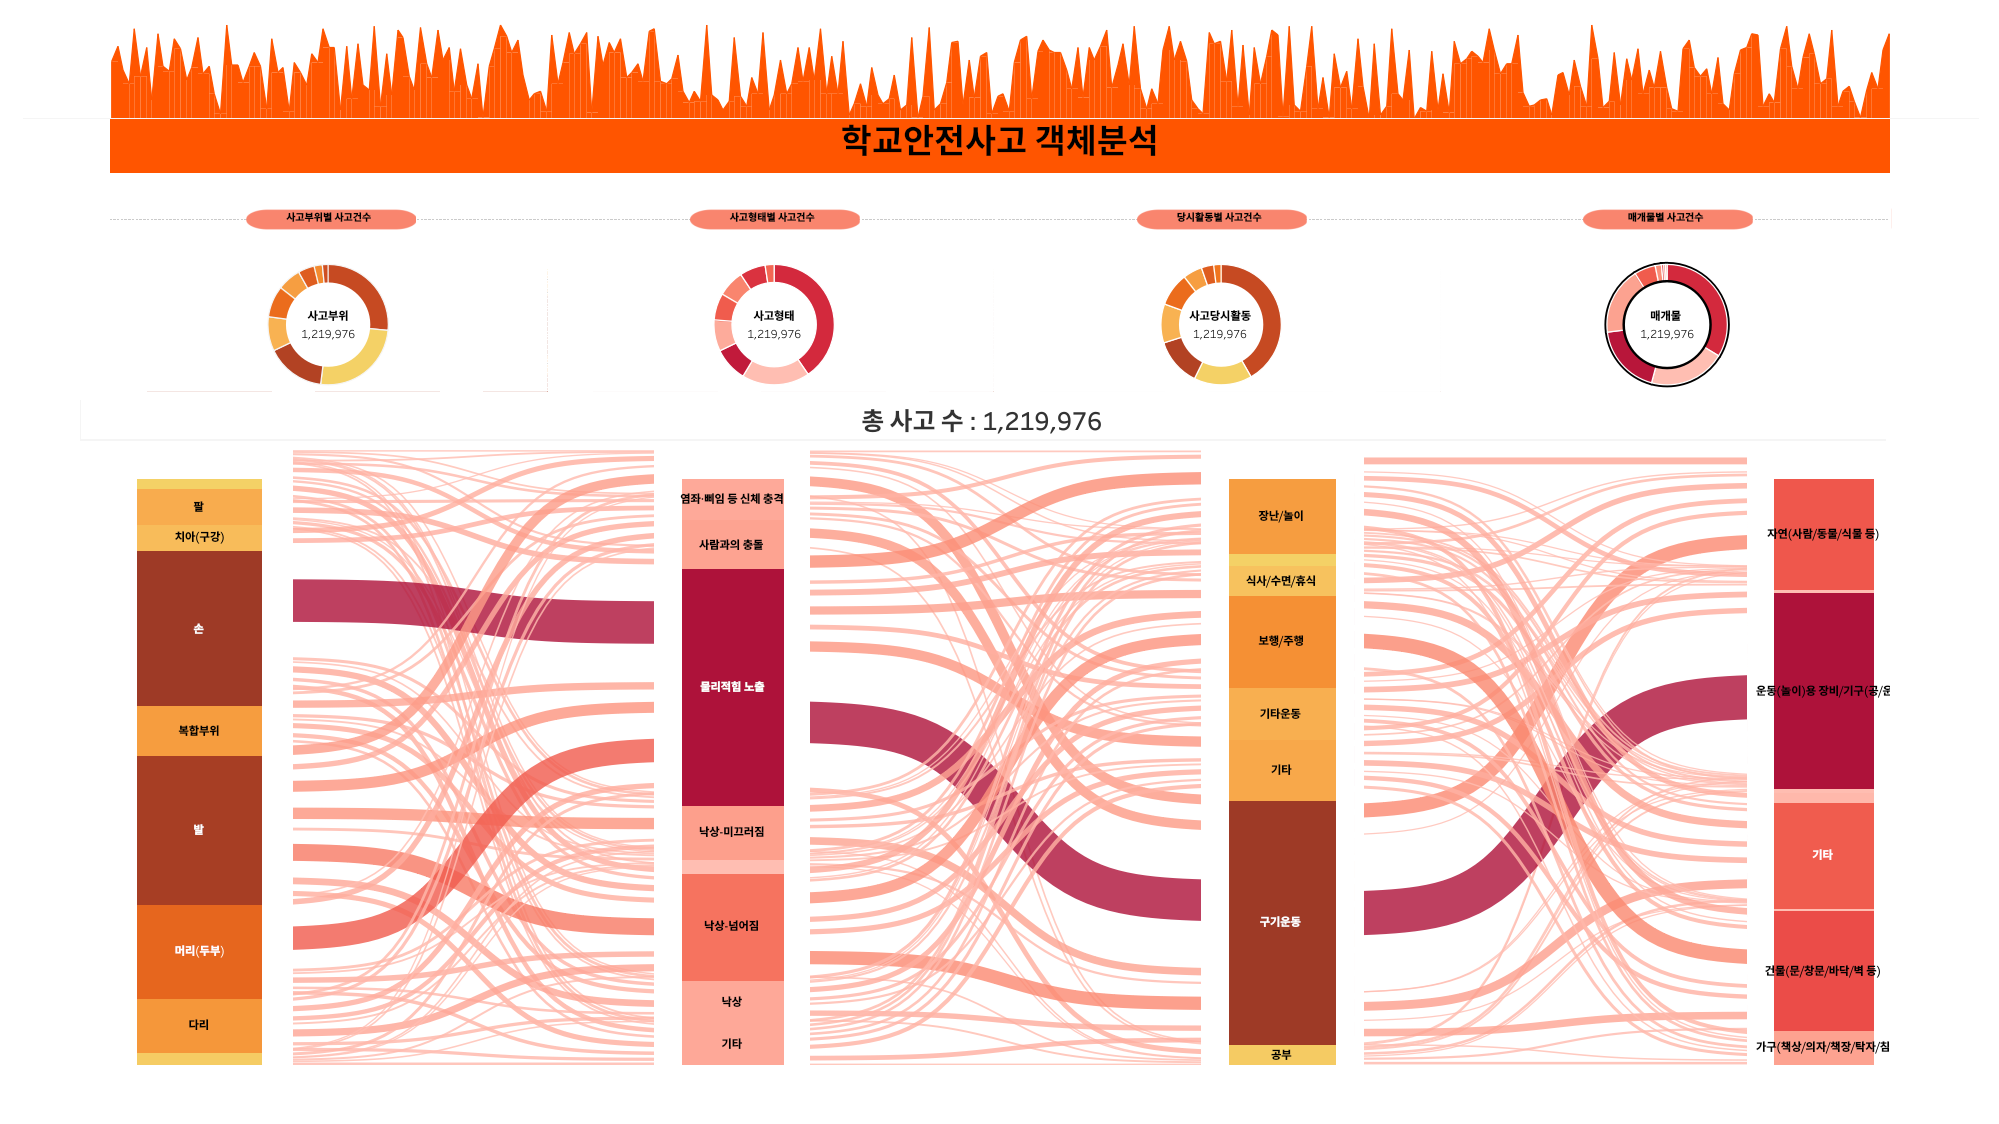 학교안전사고 객체분석
사고부위별 사고건수
사고형태별 사고건수
당시활동별 사고건수
매개물별 사고건수
사고부위
1,219,976
사고형태
1,219,976
사고당시활동
1,219,976
매개물
1,219,976
총 사고 수 : 1,219,976
팔
치아(구강)
손
복합부위
발
머리(두부)
다리
염좌·삐임 등 신체 충격
사람과의 충돌
물리적힘 노출
낙상-미끄러짐
낙상-넘어짐
낙상
기타
장난/놀이
식사/수면/휴식
보행/주행
기타운동
기타
구기운동
공부
자연(사람/동물/식물 등)
운동(놀이)용 장비/기구(공/운
기타
건물(문/창문/바닥/벽 등)
가구(책상/의자/책장/탁자/침